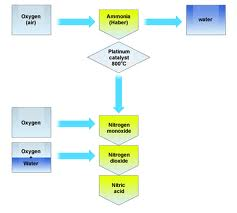 Oxygen
(air)
Ammonia
(Haber)
water
Platinum
catalyst
800°C
Oxygen
Nitrogen
monoxide
Oxygen
+
Water
Nitrogen
dioxide
Nitric
acid